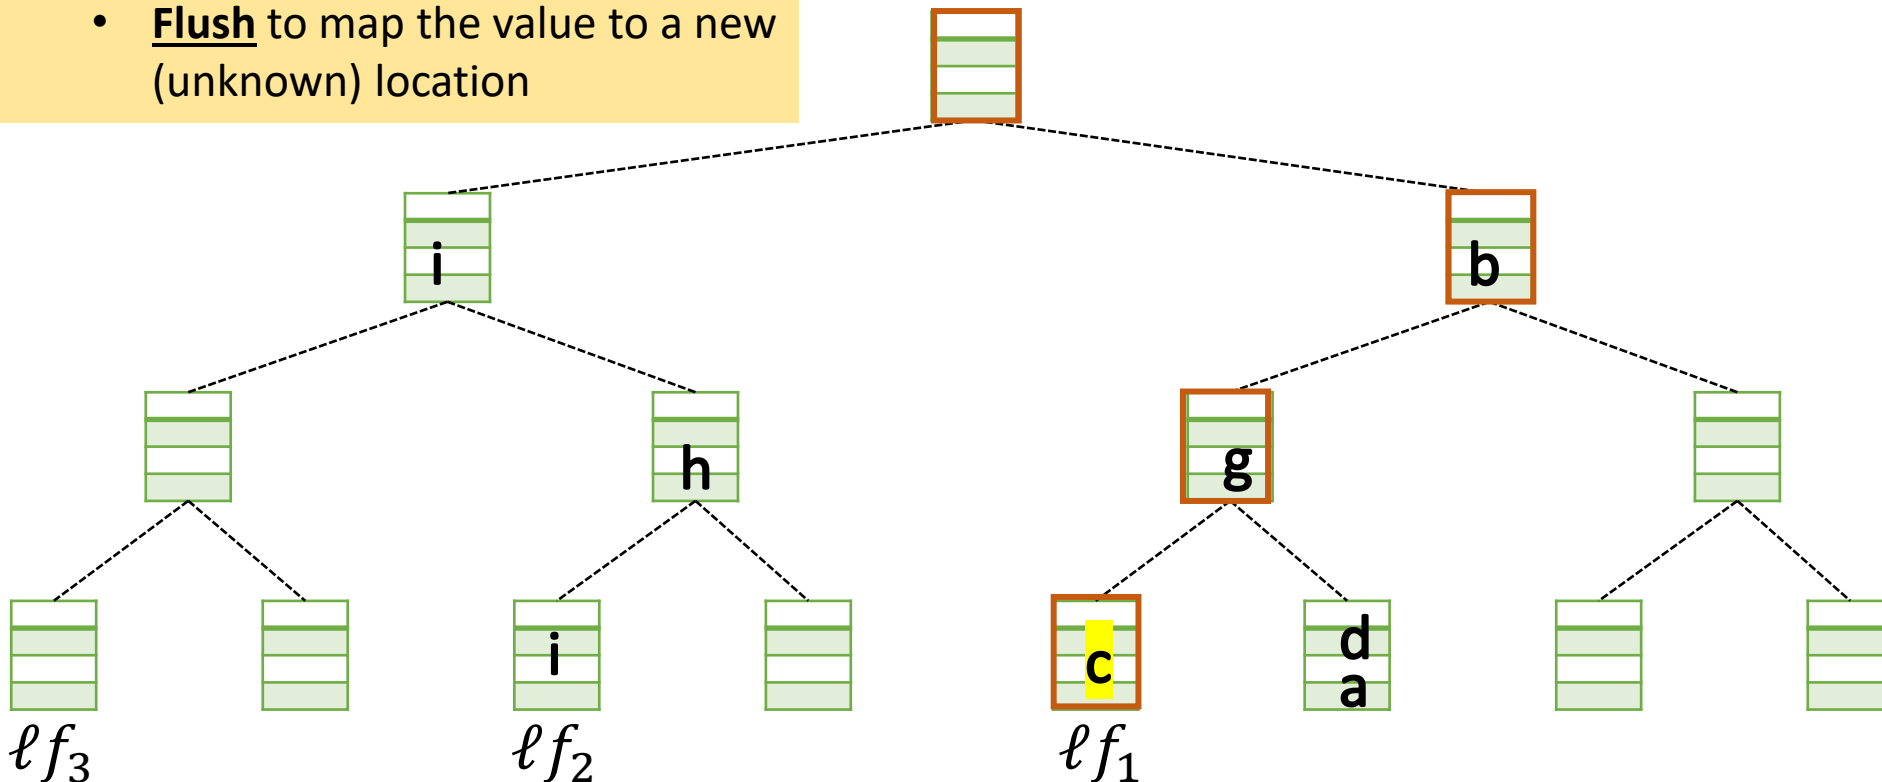 • Flush to map the value to a new
(unknown) location
i
b
h
g
i
c
d
a
ℓf₃
ℓf₂
ℓf₁